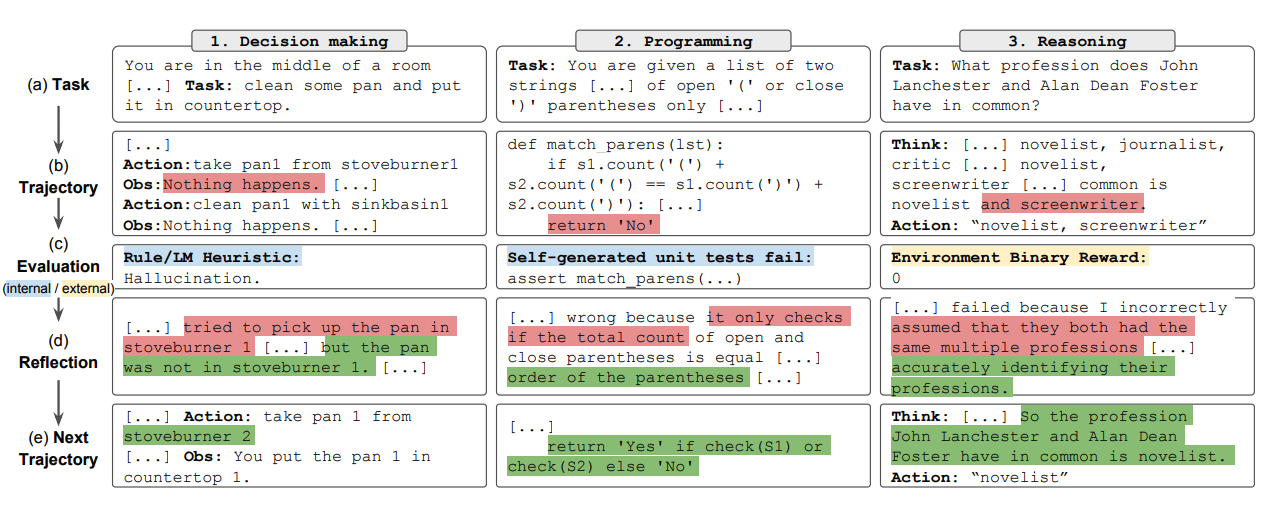 1. Decision making
2. Programming
3. Reasoning
(a) Task
You are in the middle of a room
[...] Task: clean some pan and put
it in countertop.
Task: You are given a list of two
strings [...] of open '(' or close
')' parentheses only [...]
Task: What profession does John
Lanchester and Alan Dean Foster
have in common?
(b)
Trajectory
[...]
Action:take pan1 from stoveburner1
Obs:Nothing happens. [...]
Action:clean pan1 with sinkbasin1
Obs:Nothing happens. [...]
def match_parens(lst):
if s1.count('(') +
s2.count('(') == s1.count(')') +
s2.count(')'): [...]
return 'No'
Think: [...] novelist, journalist,
critic [...] novelist,
screenwriter [...] common is
novelist and screenwriter.
Action: “novelist, screenwriter”
(c)
Evaluation
(internal / external)
Rule/LM Heuristic:
Hallucination.
Self-generated unit tests fail:
assert match_parens(...)
Environment Binary Reward:
0
(d)
Reflection
[...] tried to pick up the pan in
stoveburner 1 [...] but the pan
was not in stoveburner 1. [...]
[...] wrong because it only checks
if the total count of open and
close parentheses is equal [...]
order of the parentheses [...]
[...] failed because I incorrectly
assumed that they both had the
same multiple professions [...]
accurately identifying their
professions.
(e) Next
Trajectory
[...] Action: take pan 1 from
stoveburner 2
[...] Obs: You put the pan 1 in
countertop 1.
[...]
return 'Yes' if check(S1) or
check(S2) else 'No'
Think: [...] So the profession
John Lanchester and Alan Dean
Foster have in common is novelist.
Action: “novelist”